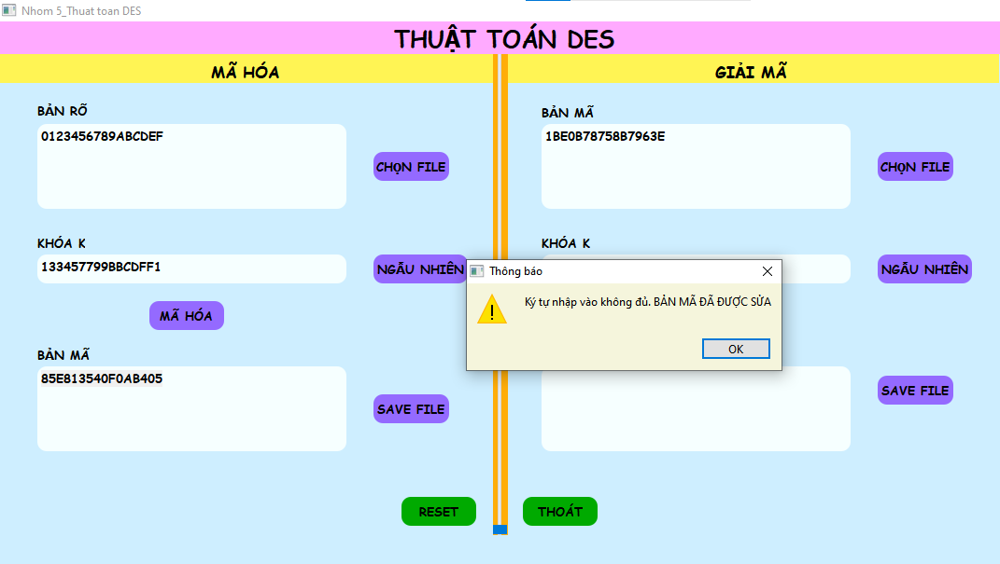 Nhom 5_Thuat toan DES
THUẬT TOÁN DES
MÃ HÓA
GIẢI MÃ
BẢN RÕ
0123456789ABCDEF
CHỌN FILE
KHÓA K
133457799BBCDFF1
NGẪU NHIÊN
MÃ HÓA
BẢN MÃ
85E813540F0AB405
SAVE FILE
BẢN MÃ
1BE0B78758B7963E
CHỌN FILE
KHÓA K
NGẪU NHIÊN
SAVE FILE
Thông báo
Ký tự nhập vào không đủ. BẢN MÃ ĐÃ ĐƯỢC SỬA
OK
RESET
THOÁT